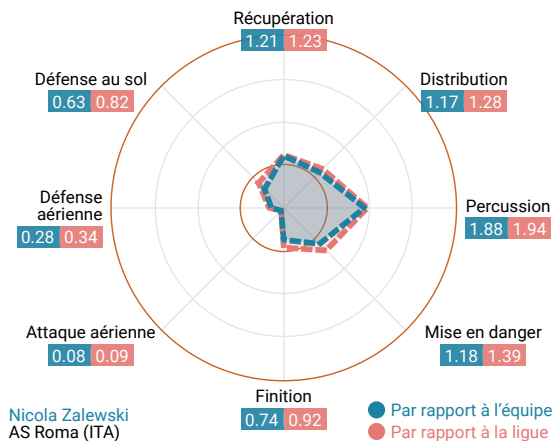 Récupération
1.21 1.23
Défense au sol
0.63 0.82
Distribution
1.17 1.28
Défense
aérienne
0.28 0.34
Percussion
1.88 1.94
Attaque aérienne
0.08 0.09
Mise en danger
1.18 1.39
Finition
0.74 0.92
Nicola Zalewski
AS Roma (ITA)
Par rapport à l’équipe
Par rapport à la ligue